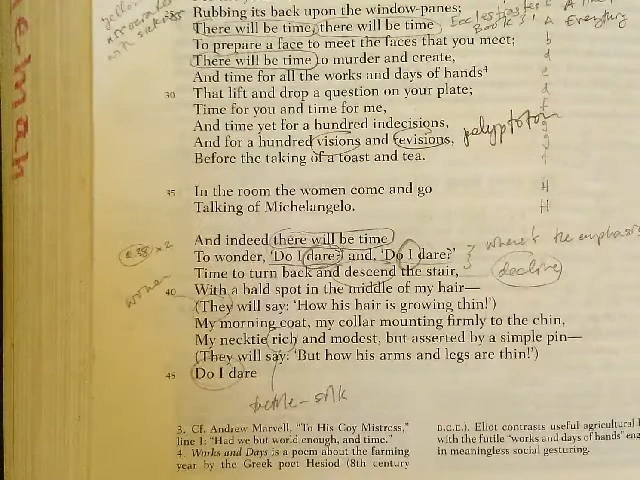 Rubbing its back upon the window-panes;
There will be time, there will be time
To prepare a face to meet the faces that you meet;
There will be time to murder and create,
And time for all the works and days of hands⁴
30 That lift and drop a question on your plate;
Time for you and time for me,
And time yet for a hundred indecisions,
And for a hundred visions and revisions, polyptoton
Before the taking of a toast and tea.
35 In the room the women come and go H
Talking of Michelangelo. H
And indeed there will be time
To wonder, 'Do I dare?' and, 'Do I dare?' where's the emphasis
Time to turn back and descend the stair, decline
women
40 With a bald spot in the middle of my hair—
(They will say: 'How his hair is growing thin!')
My morning coat, my collar mounting firmly to the chin,
My necktie rich and modest, but asserted by a simple pin—
(They will say: 'But how his arms and legs are thin!')
45 Do I dare
tactile - silk
3. Cf. Andrew Marvell, "To His Coy Mistress,"
line 1: "Had we but world enough, and time."
4. Works and Days is a poem about the farming
year by the Greek poet Hesiod (8th century
B.C.E.). Eliot contrasts useful agricultural
with the futile "works and days of hands"
in meaningless social gesturing.